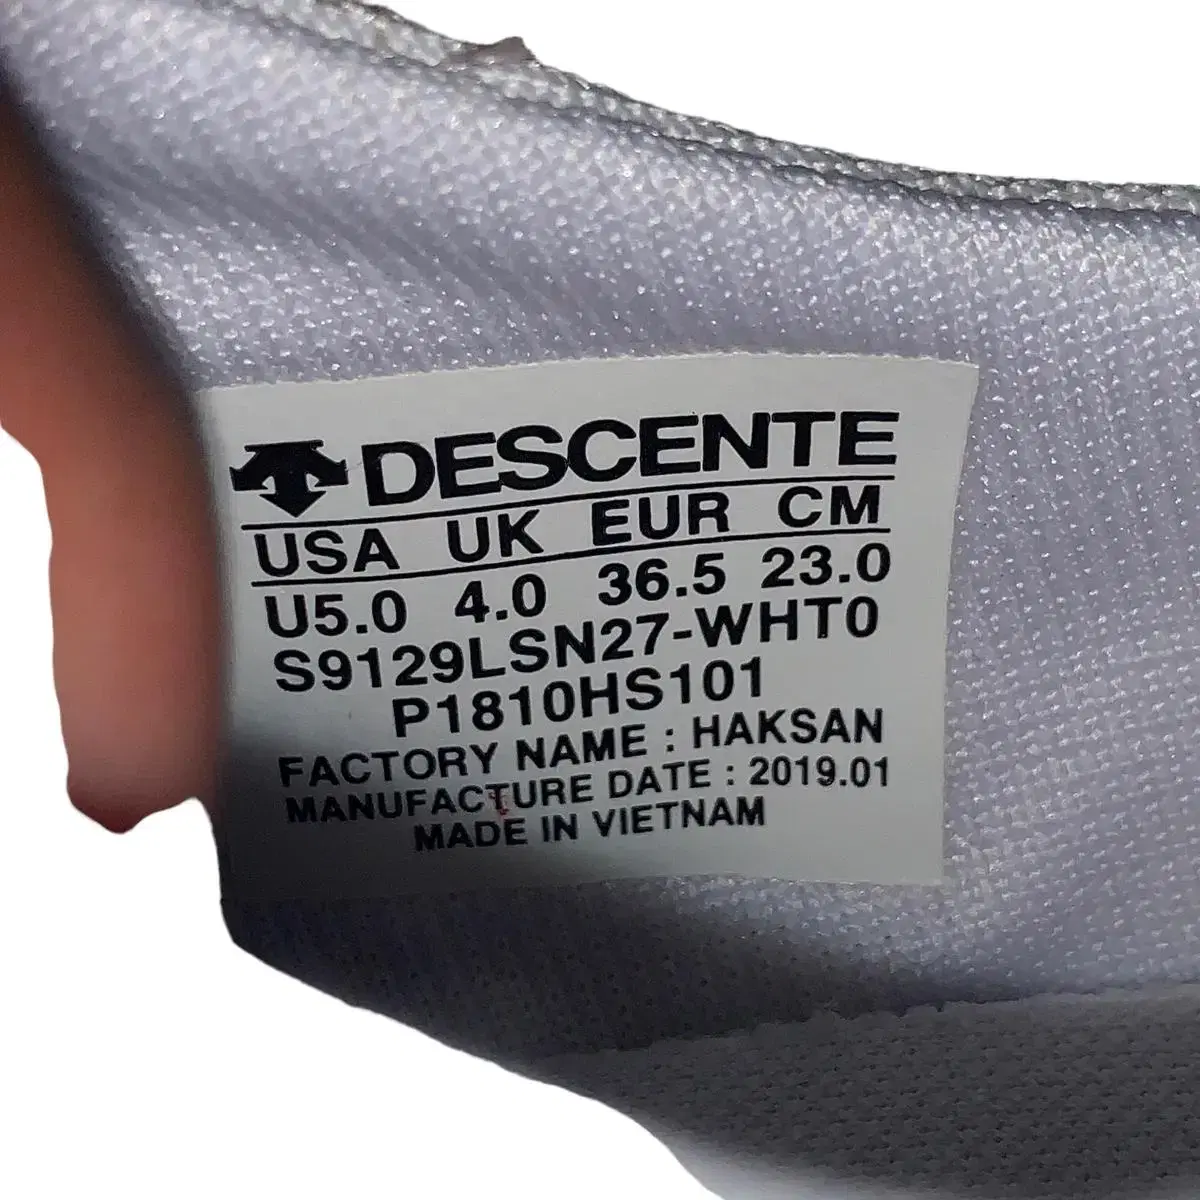 DESCENTE
USA UK EUR CM
U5.0 4.0 36.5 23.0
S9129LSN27-WHT0
P1810HS101
FACTORY NAME : HAKSAN
MANUFACTURE DATE : 2019.01
MADE IN VIETNAM